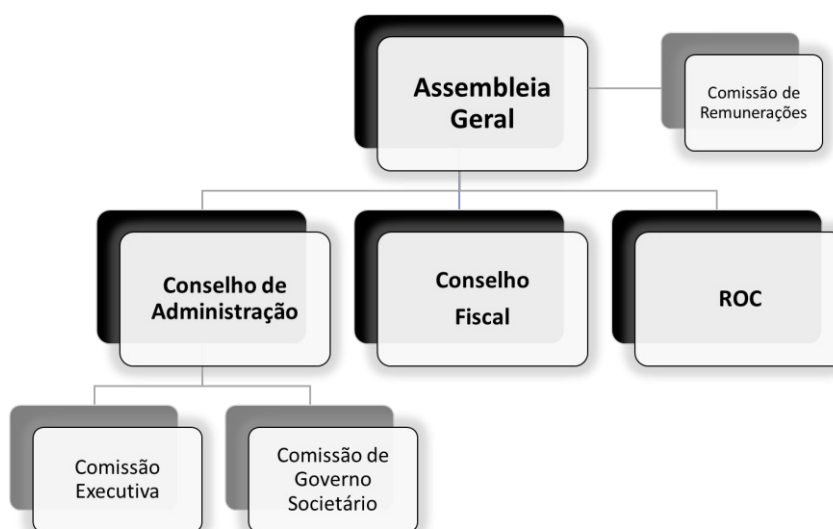 Assembleia
Geral
Comissão de
Remunerações
Conselho de
Administração
Conselho
Fiscal
ROC
Comissão
Executiva
Comissão de
Governo
Societário